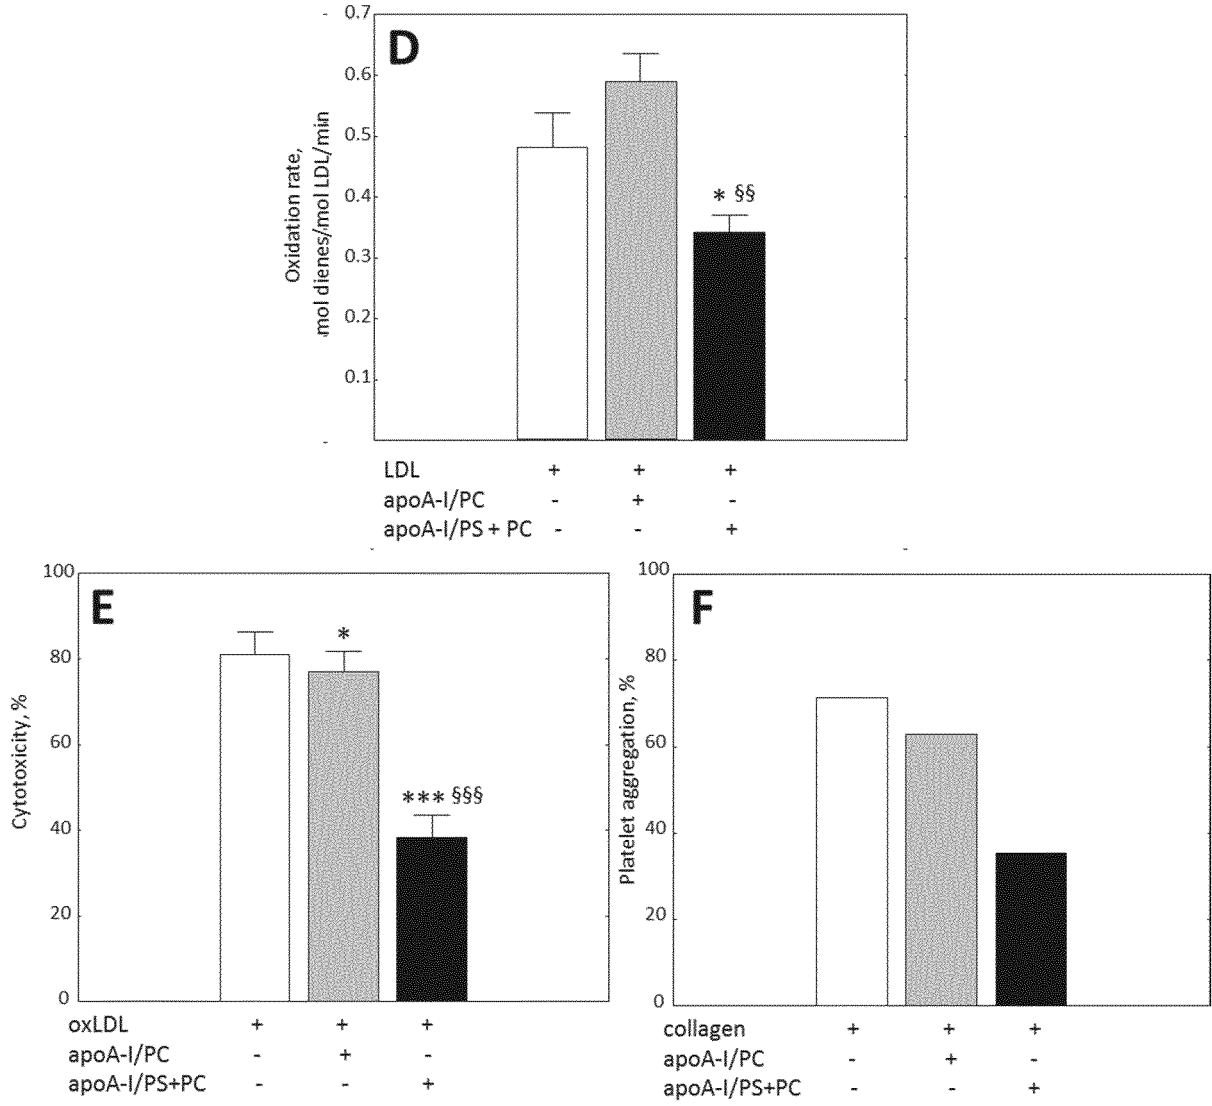 D
0.7
0.6
0.5
0.4
0.3
0.2
0.1
Oxidation rate,
mol dienes/mol LDL/min
* §§
LDL + + +
apoA-I/PC - + -
apoA-I/PS + PC - - +
E
100
80
60
40
20
0
Cytotoxicity, %
*
*** §§§
oxLDL + + +
apoA-I/PC - + -
apoA-I/PS+PC - - +
F
100
80
60
40
20
0
Platelet aggregation, %
collagen + + +
apoA-I/PC - + -
apoA-I/PS+PC - - +